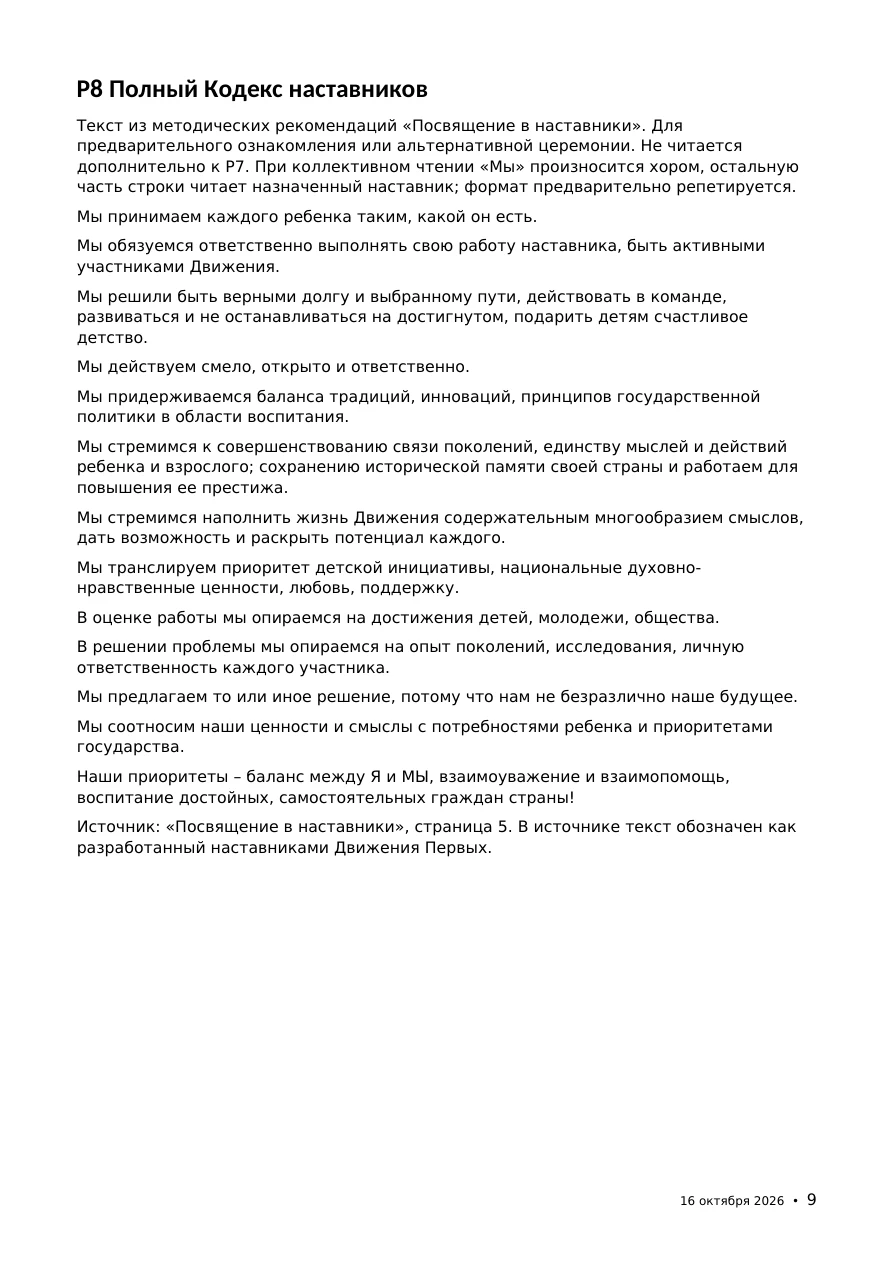 P8 Полный Кодекс наставников
Текст из методических рекомендаций «Посвящение в наставники». Для
предварительного ознакомления или альтернативной церемонии. Не читается
дополнительно к P7. При коллективном чтении «Мы» произносится хором, остальную
часть строки читает назначенный наставник; формат предварительно репетируется.
Мы принимаем каждого ребенка таким, какой он есть.
Мы обязуемся ответственно выполнять свою работу наставника, быть активными
участниками Движения.
Мы решили быть верными долгу и выбранному пути, действовать в команде,
развиваться и не останавливаться на достигнутом, подарить детям счастливое
детство.
Мы действуем смело, открыто и ответственно.
Мы придерживаемся баланса традиций, инноваций, принципов государственной
политики в области воспитания.
Мы стремимся к совершенствованию связи поколений, единству мыслей и действий
ребенка и взрослого; сохранению исторической памяти своей страны и работаем для
повышения ее престижа.
Мы стремимся наполнить жизнь Движения содержательным многообразием смыслов,
дать возможность и раскрыть потенциал каждого.
Мы транслируем приоритет детской инициативы, национальные духовно-
нравственные ценности, любовь, поддержку.
В оценке работы мы опираемся на достижения детей, молодежи, общества.
В решении проблемы мы опираемся на опыт поколений, исследования, личную
ответственность каждого участника.
Мы предлагаем то или иное решение, потому что нам не безразлично наше будущее.
Мы соотносим наши ценности и смыслы с потребностями ребенка и приоритетами
государства.
Наши приоритеты – баланс между Я и МЫ, взаимоуважение и взаимопомощь,
воспитание достойных, самостоятельных граждан страны!
Источник: «Посвящение в наставники», страница 5. В источнике текст обозначен как
разработанный наставниками Движения Первых.
16 октября 2026 • 9